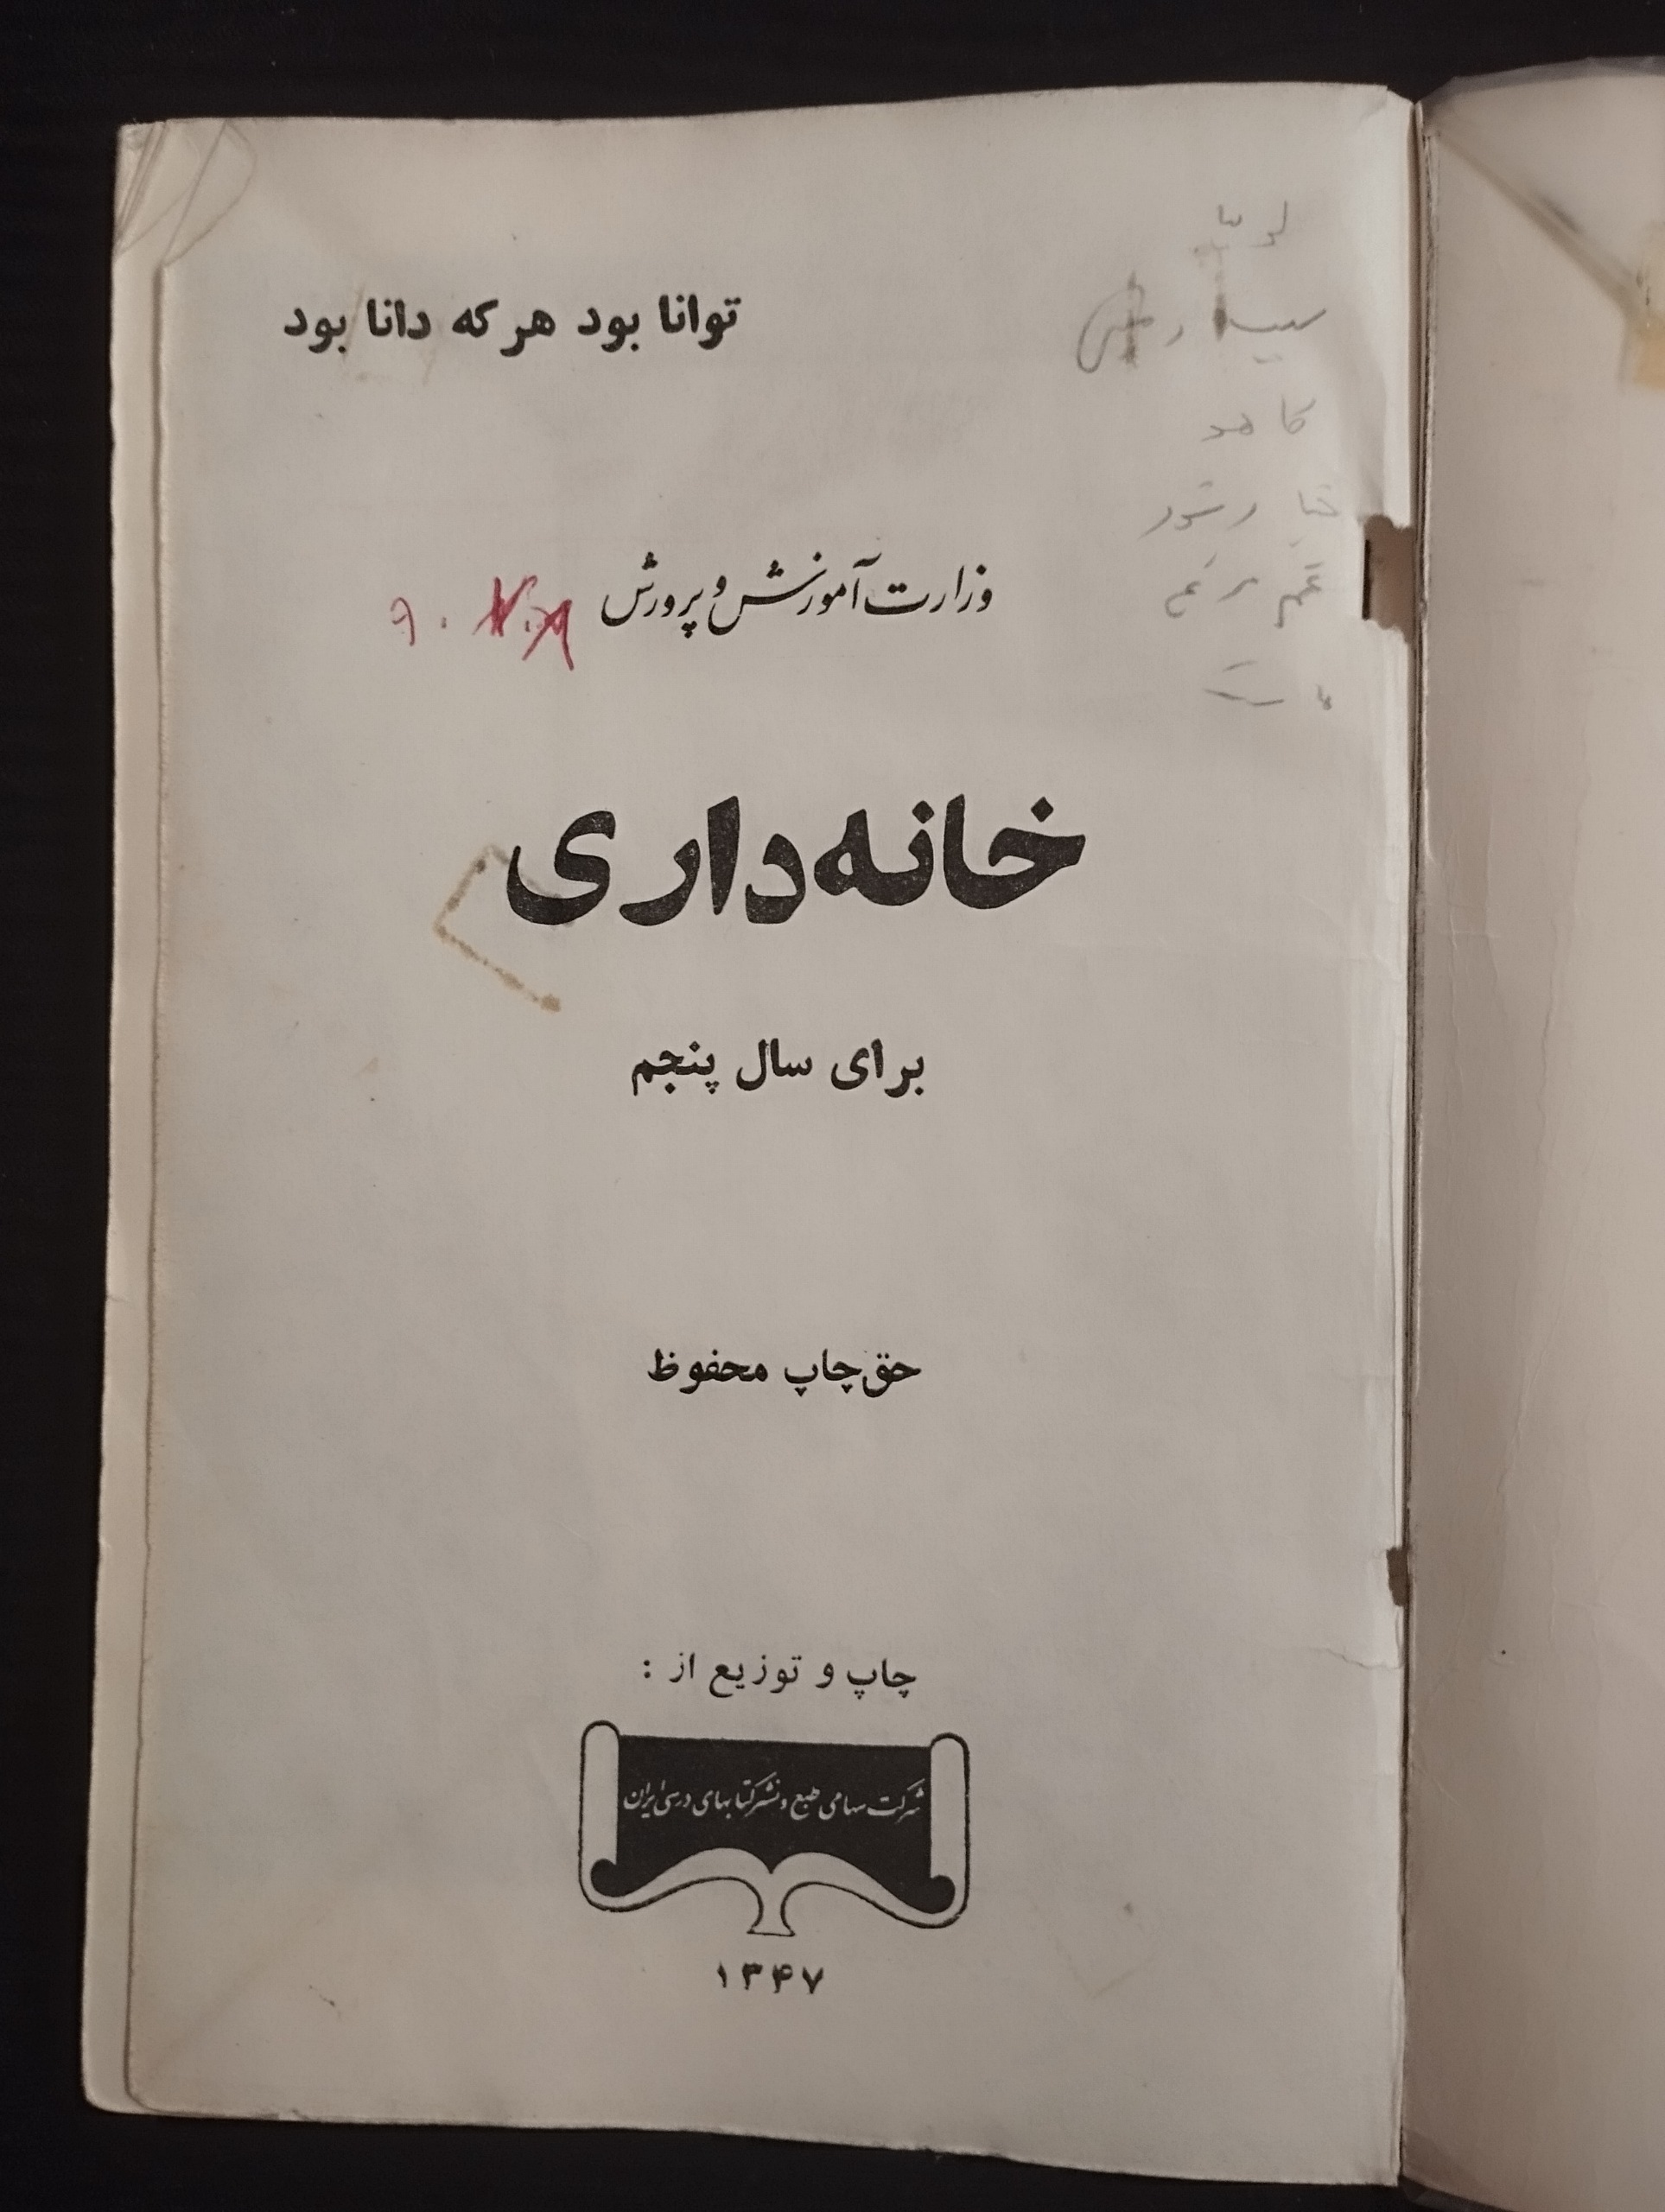 توانا بود هر که دانا بود
وزارت آموزش و پرورش
خانه‌داری
برای سال پنجم
حق چاپ محفوظ
چاپ و توزیع از :
شرکت سهامی طبع و نشر کتابهای درسی ایران
۱۳۴۷